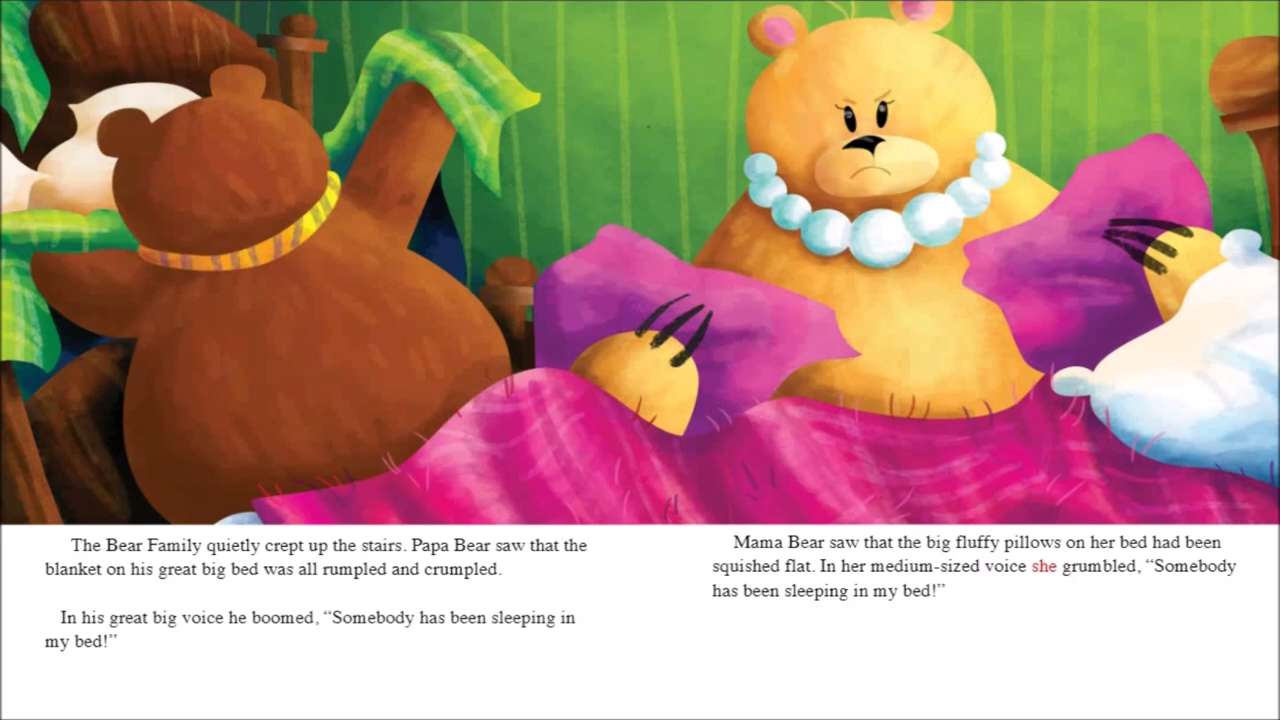 The Bear Family quietly crept up the stairs. Papa Bear saw that the
blanket on his great big bed was all rumpled and crumpled.
In his great big voice he boomed, “Somebody has been sleeping in
my bed!”
Mama Bear saw that the big fluffy pillows on her bed had been
squished flat. In her medium-sized voice she grumbled, “Somebody
has been sleeping in my bed!”